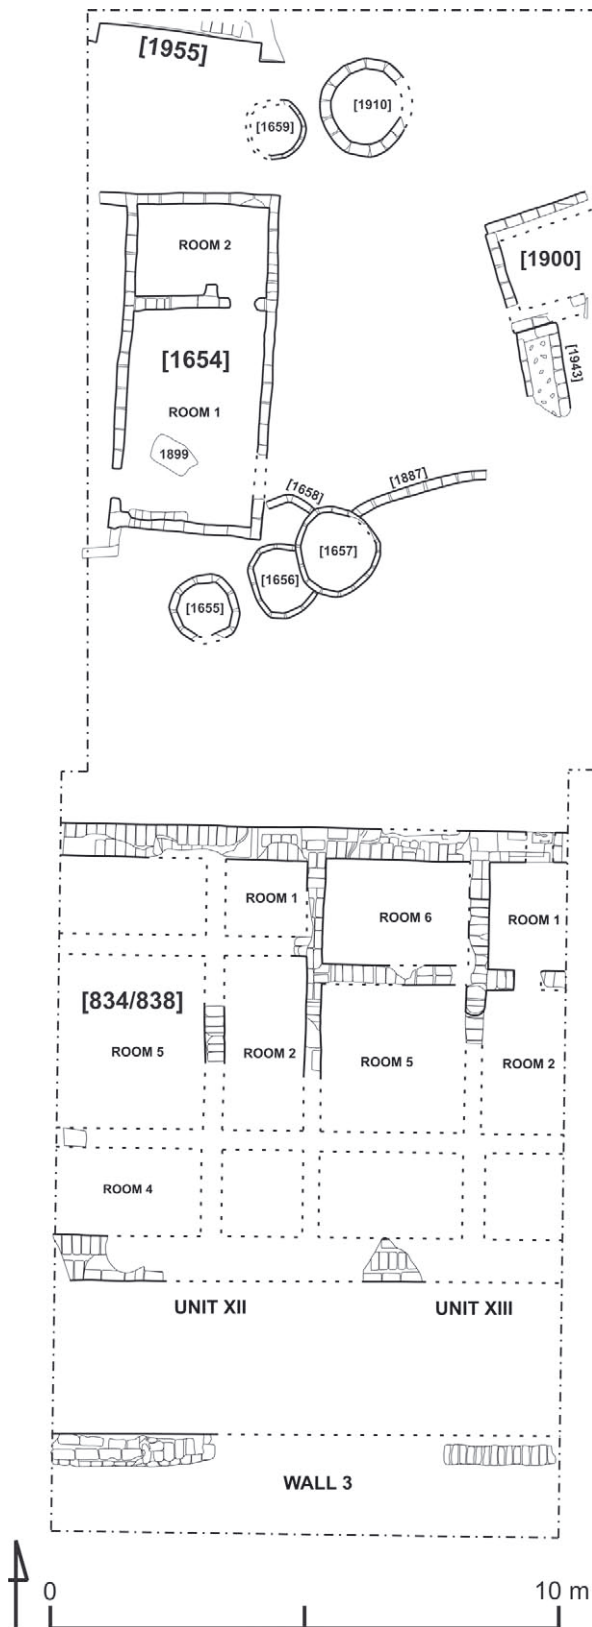 [1955]
[1910]
[1659]
ROOM 2
[1900]
[1654]
[1943]
ROOM 1
1899
[1887]
[1658]
[1657]
[1656]
[1655]
ROOM 1
ROOM 6
ROOM 1
[834/838]
ROOM 5
ROOM 2
ROOM 5
ROOM 2
ROOM 4
UNIT XII
UNIT XIII
WALL 3
0
10 m